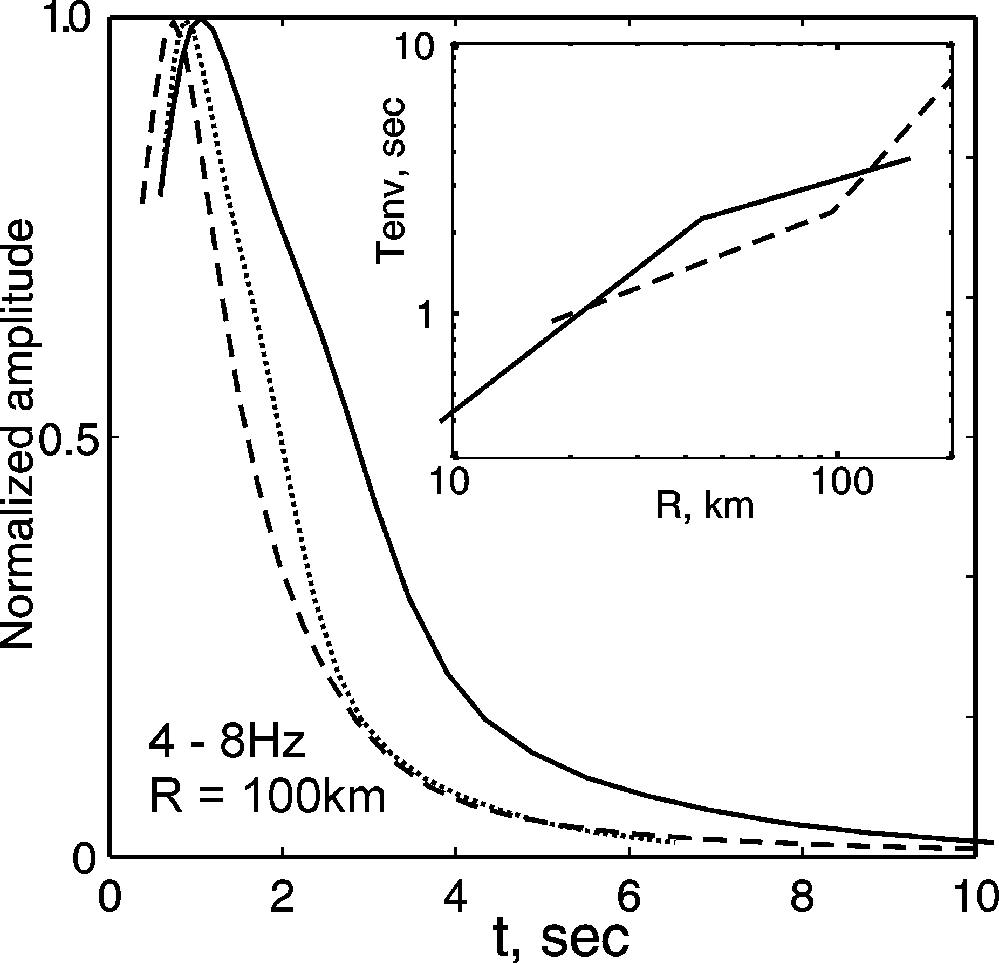 Normalized amplitude
1.0
0.5
0
0 2 4 6 8 10
t, sec
4 - 8Hz
R = 100km
Tenv, sec
10
1
10 100
R, km